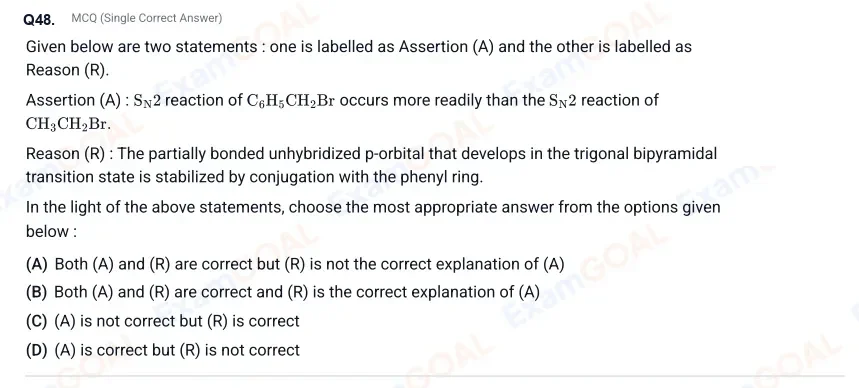 Q48. MCQ (Single Correct Answer)
Given below are two statements : one is labelled as Assertion (A) and the other is labelled as
Reason (R).
Assertion (A) : S_N2 reaction of C₆H₅CH₂Br occurs more readily than the S_N2 reaction of
CH₃CH₂Br.
Reason (R) : The partially bonded unhybridized p-orbital that develops in the trigonal bipyramidal
transition state is stabilized by conjugation with the phenyl ring.
In the light of the above statements, choose the most appropriate answer from the options given
below :
(A) Both (A) and (R) are correct but (R) is not the correct explanation of (A)
(B) Both (A) and (R) are correct and (R) is the correct explanation of (A)
(C) (A) is not correct but (R) is correct
(D) (A) is correct but (R) is not correct